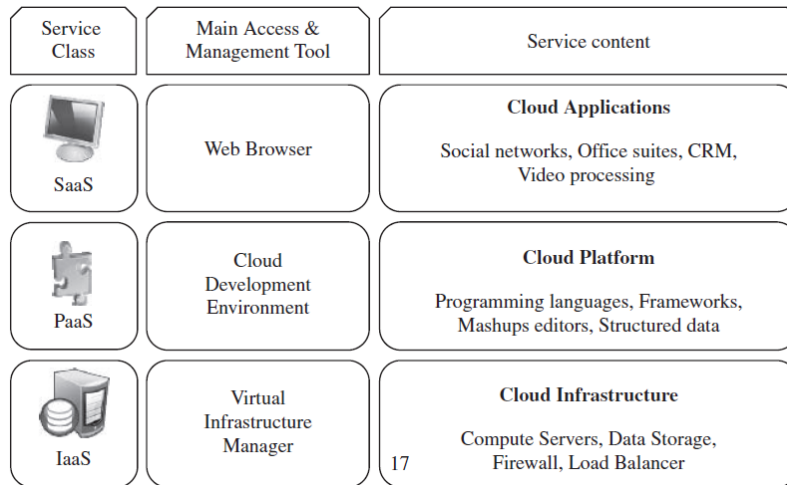 Service
Class
Main Access &
Management Tool
Service content
SaaS
Web Browser
Cloud Applications
Social networks, Office suites, CRM,
Video processing
PaaS
Cloud
Development
Environment
Cloud Platform
Programming languages, Frameworks,
Mashups editors, Structured data
IaaS
Virtual
Infrastructure
Manager
Cloud Infrastructure
Compute Servers, Data Storage,
Firewall, Load Balancer
17